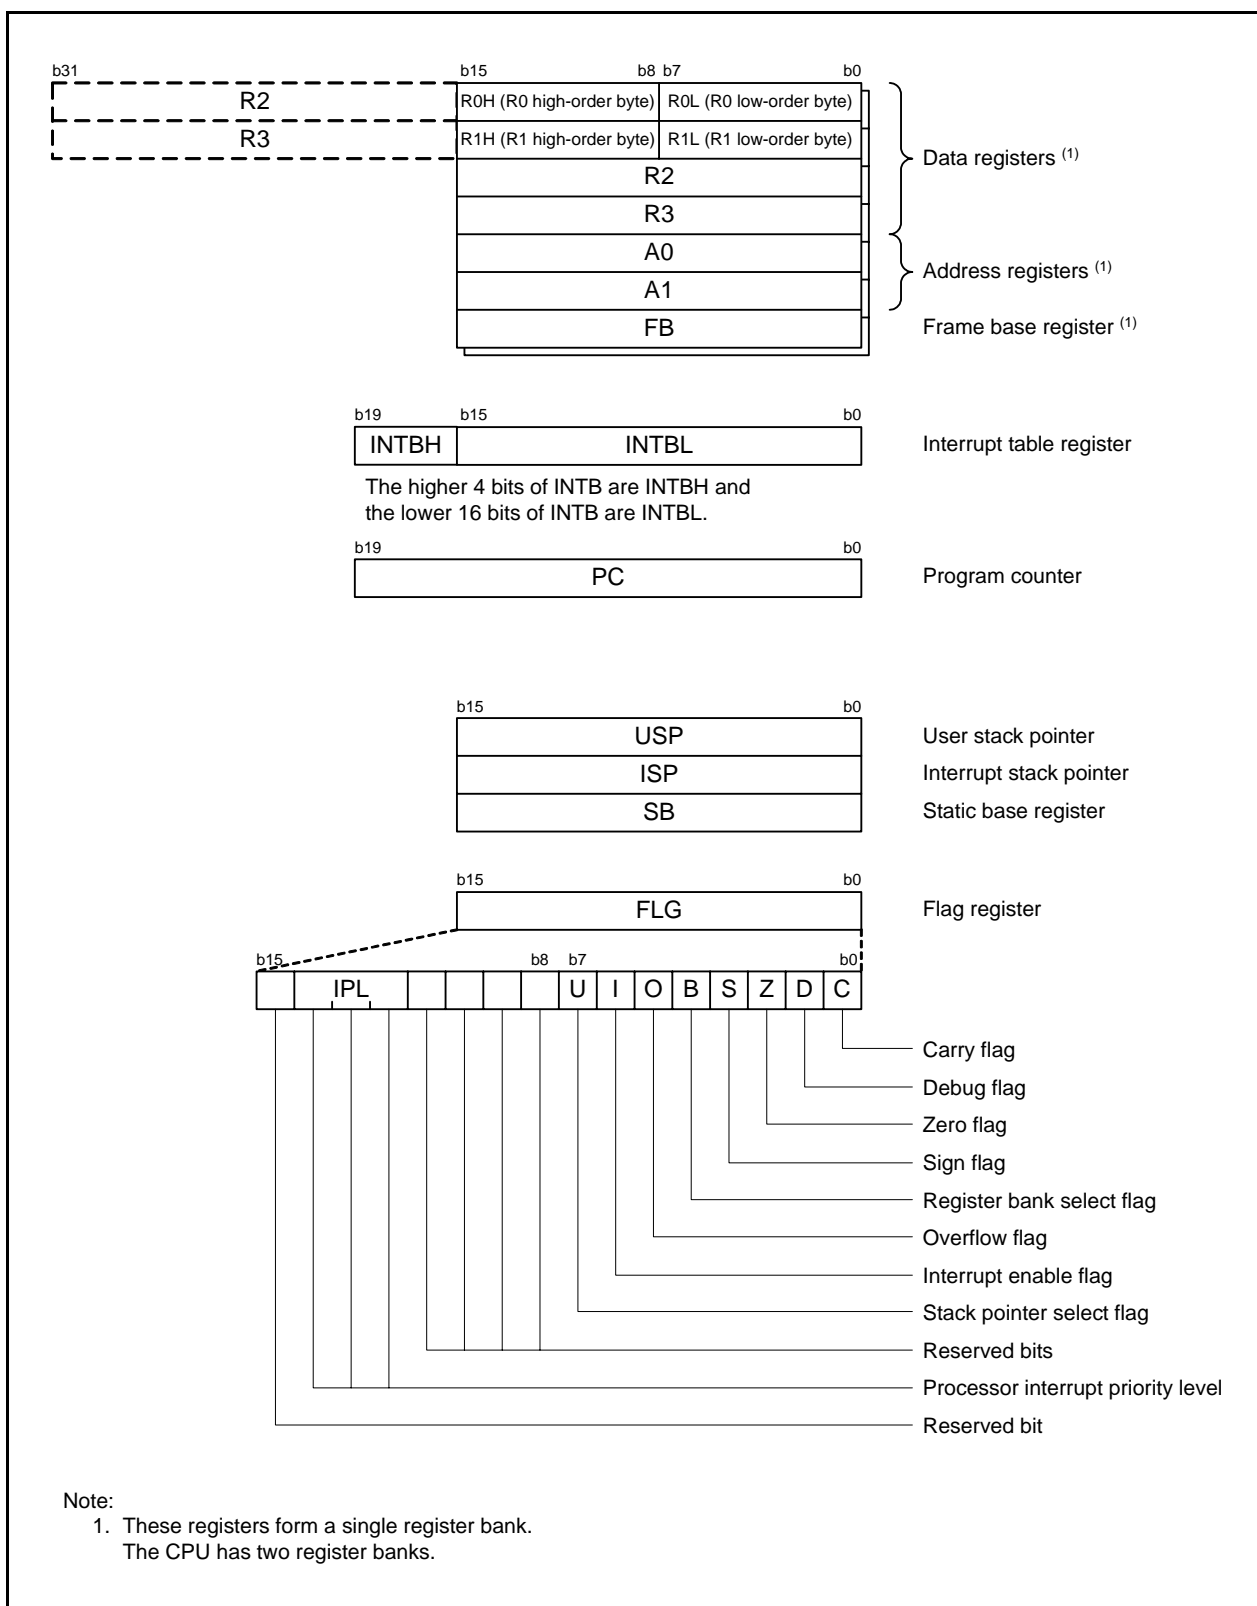 b31 b15 b8 b7 b0
R2 R0H (R0 high-order byte) R0L (R0 low-order byte)
R3 R1H (R1 high-order byte) R1L (R1 low-order byte)
Data registers (1)
R2
R3
A0
Address registers (1)
A1
FB Frame base register (1)
b19 b15 b0
INTBH INTBL Interrupt table register
The higher 4 bits of INTB are INTBH and
the lower 16 bits of INTB are INTBL.
b19 b0
PC Program counter
b15 b0
USP User stack pointer
ISP Interrupt stack pointer
SB Static base register
b15 b0
FLG Flag register
b15 b8 b7 b0
IPL U I O B S Z D C
Carry flag
Debug flag
Zero flag
Sign flag
Register bank select flag
Overflow flag
Interrupt enable flag
Stack pointer select flag
Reserved bits
Processor interrupt priority level
Reserved bit
Note:
1. These registers form a single register bank.
The CPU has two register banks.